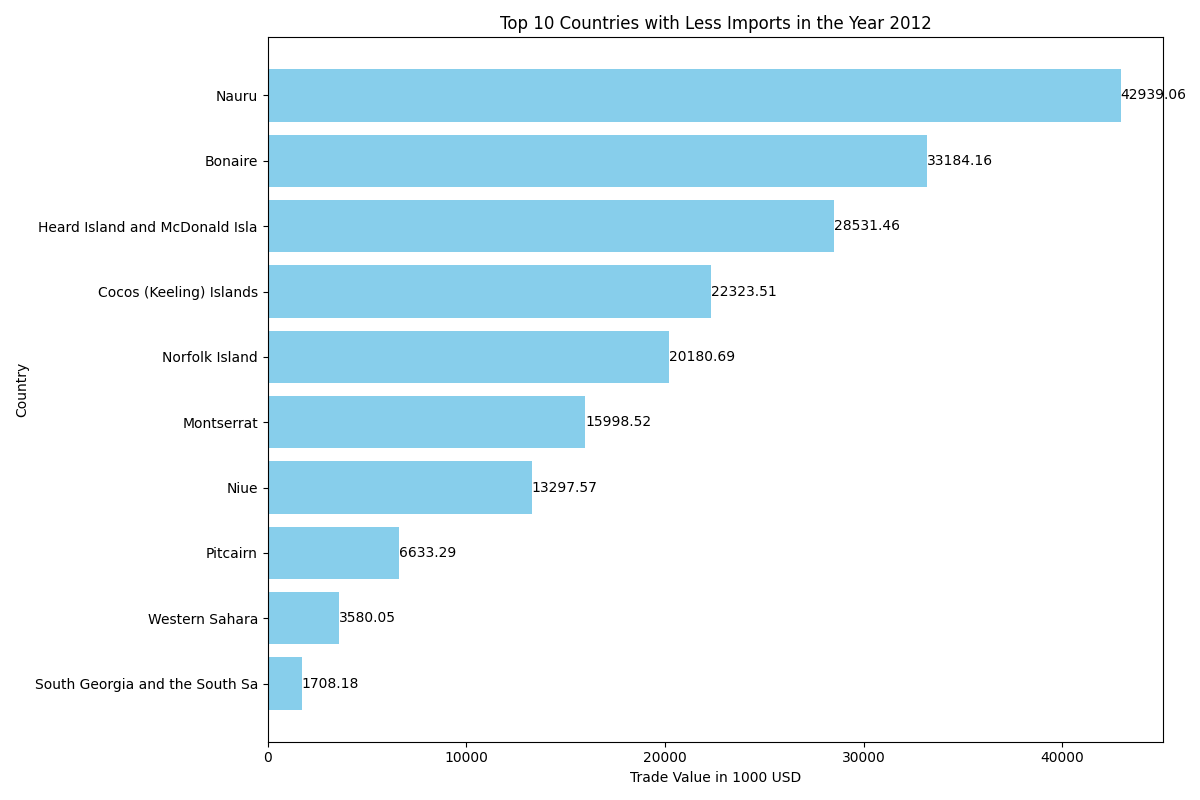 Top 10 Countries with Less Imports in the Year 2012
Country
Nauru 42939.06
Bonaire 33184.16
Heard Island and McDonald Isla 28531.46
Cocos (Keeling) Islands 22323.51
Norfolk Island 20180.69
Montserrat 15998.52
Niue 13297.57
Pitcairn 6633.29
Western Sahara 3580.05
South Georgia and the South Sa 1708.18
0 10000 20000 30000 40000
Trade Value in 1000 USD